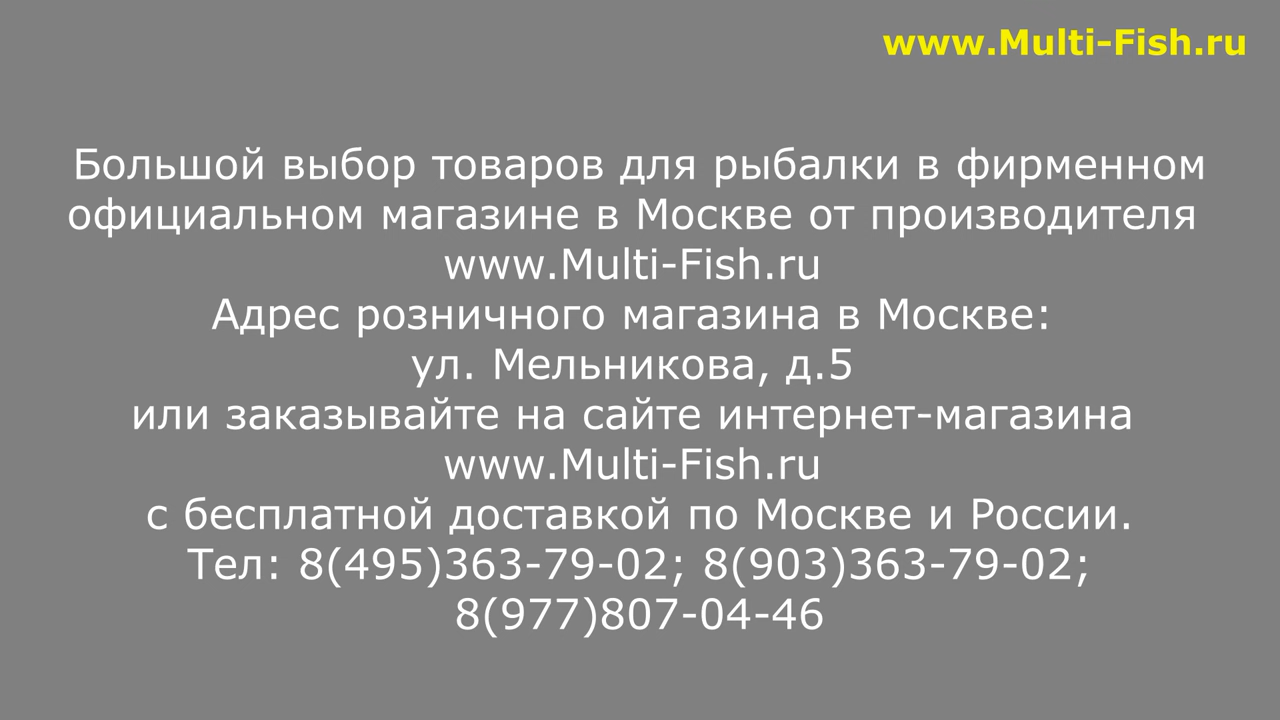 www.Multi-Fish.ru
Большой выбор товаров для рыбалки в фирменном
официальном магазине в Москве от производителя
www.Multi-Fish.ru
Адрес розничного магазина в Москве:
ул. Мельникова, д.5
или заказывайте на сайте интернет-магазина
www.Multi-Fish.ru
с бесплатной доставкой по Москве и России.
Тел: 8(495)363-79-02; 8(903)363-79-02;
8(977)807-04-46